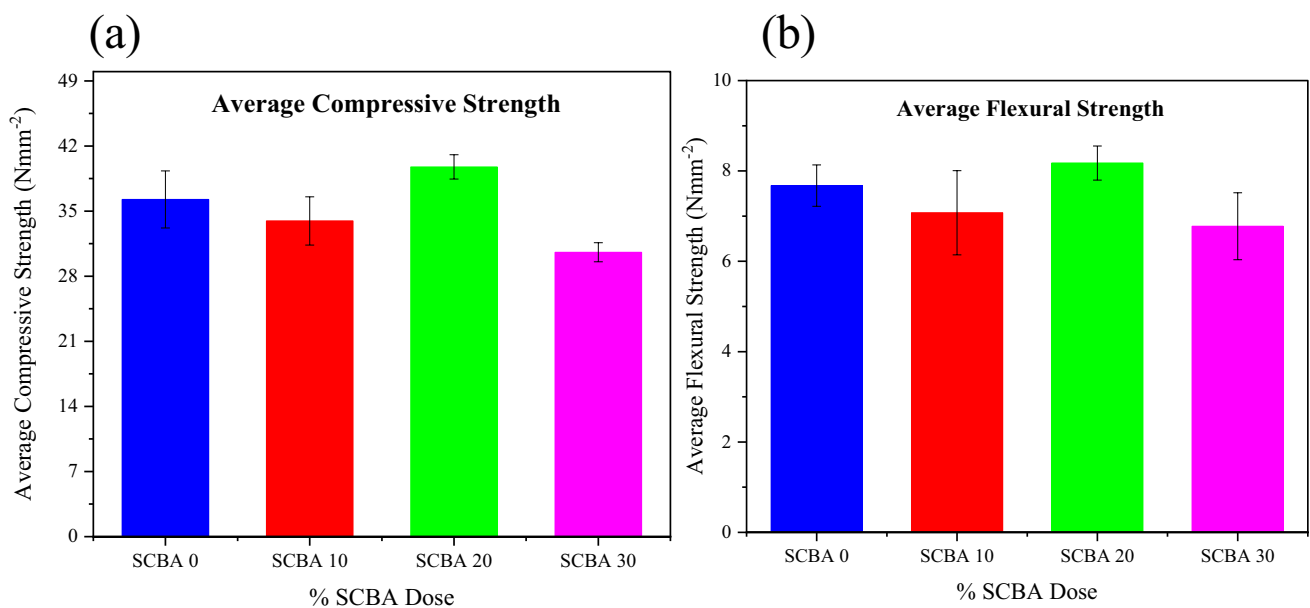 (a)
Average Compressive Strength
Average Compressive Strength (Nmm⁻²)
49
42
35
28
21
14
7
0
SCBA 0 SCBA 10 SCBA 20 SCBA 30
% SCBA Dose
(b)
Average Flexural Strength
Average Flexural Strength (Nmm⁻²)
10
8
6
4
2
0
SCBA 0 SCBA 10 SCBA 20 SCBA 30
% SCBA Dose